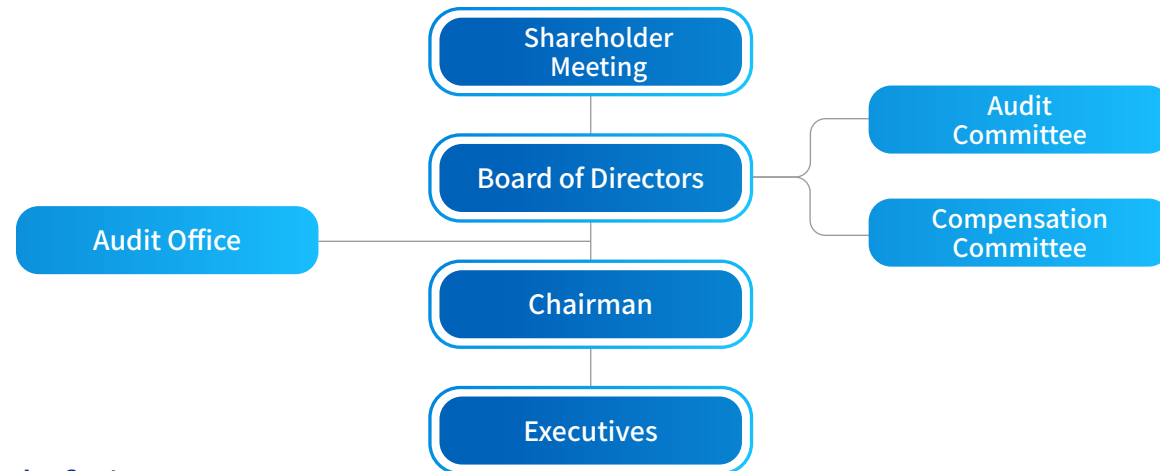 Shareholder
Meeting
Audit
Committee
Board of Directors
Compensation
Committee
Audit Office
Chairman
Executives